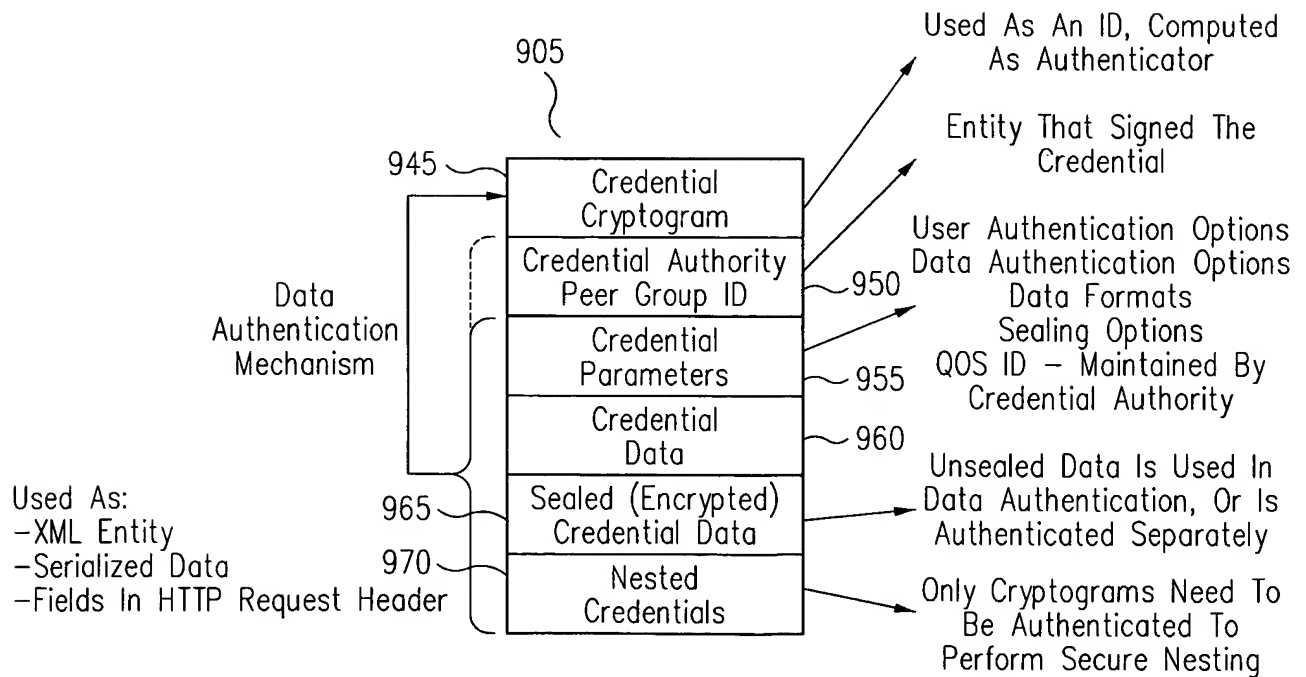 905
945
Credential
Cryptogram
Used As An ID, Computed
As Authenticator
Credential Authority
Peer Group ID
950
Entity That Signed The
Credential
Credential
Parameters
955
User Authentication Options
Data Authentication Options
Data Formats
Sealing Options
QOS ID – Maintained By
Credential Authority
Data
Authentication
Mechanism
Credential
Data
960
965
Sealed (Encrypted)
Credential Data
Unsealed Data Is Used In
Data Authentication, Or Is
Authenticated Separately
970
Nested
Credentials
Only Cryptograms Need To
Be Authenticated To
Perform Secure Nesting
Used As:
-XML Entity
-Serialized Data
-Fields In HTTP Request Header